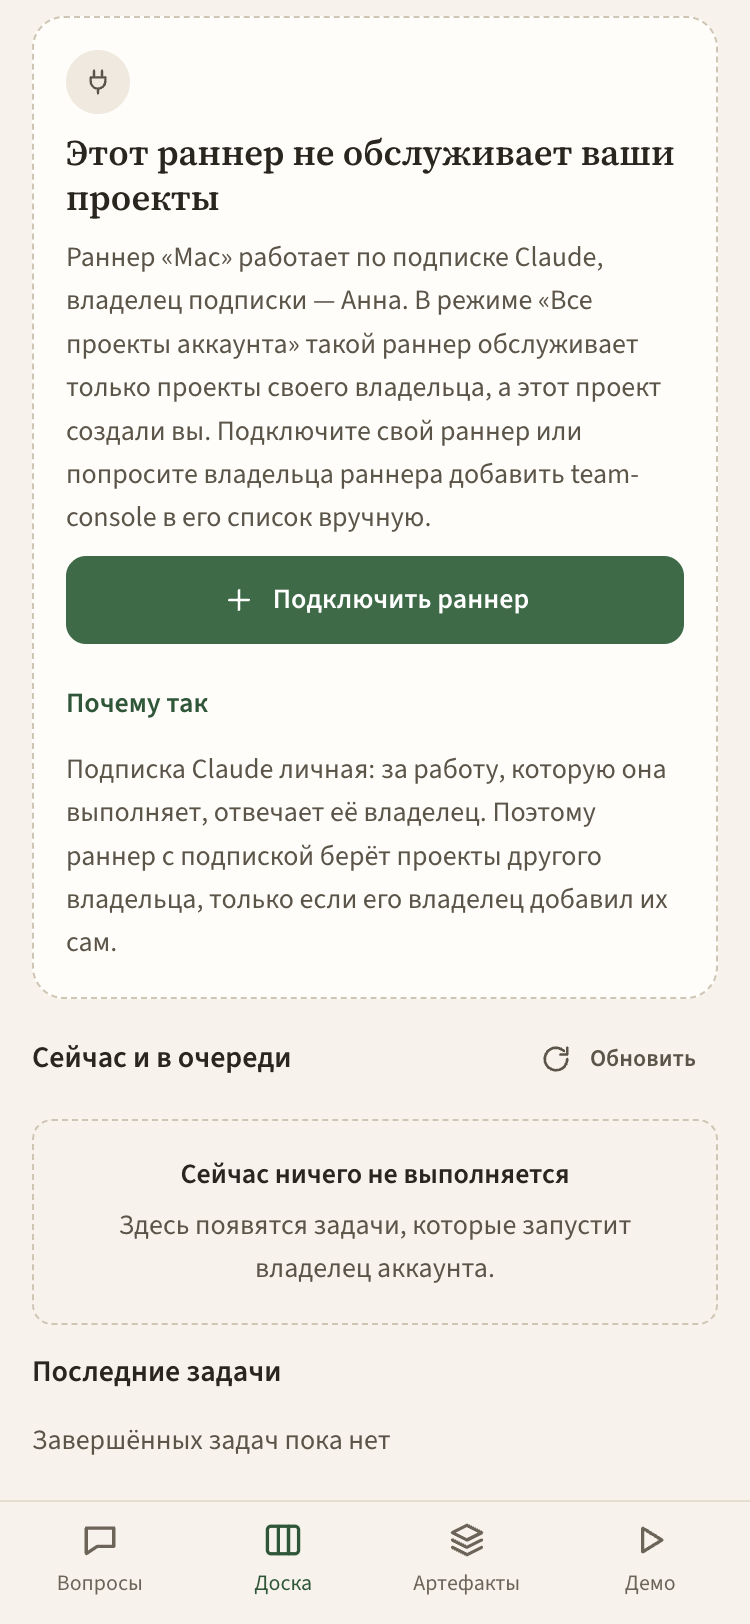 Этот раннер не обслуживает ваши
проекты
Раннер «Mac» работает по подписке Claude,
владелец подписки — Анна. В режиме «Все
проекты аккаунта» такой раннер обслуживает
только проекты своего владельца, а этот проект
создали вы. Подключите свой раннер или
попросите владельца раннера добавить team-
console в его список вручную.
Подключить раннер
Почему так
Подписка Claude личная: за работу, которую она
выполняет, отвечает её владелец. Поэтому
раннер с подпиской берёт проекты другого
владельца, только если его владелец добавил их
сам.
Сейчас и в очереди
Обновить
Сейчас ничего не выполняется
Здесь появятся задачи, которые запустит
владелец аккаунта.
Последние задачи
Завершённых задач пока нет
Вопросы
Доска
Артефакты
Демо